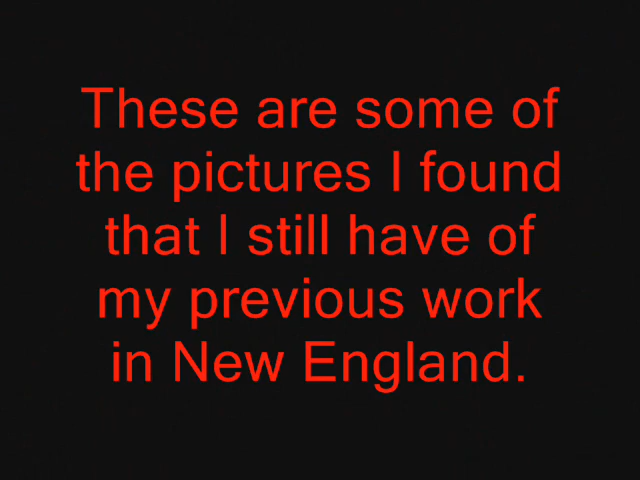 These are some of
the pictures I found
that I still have of
my previous work
in New England.